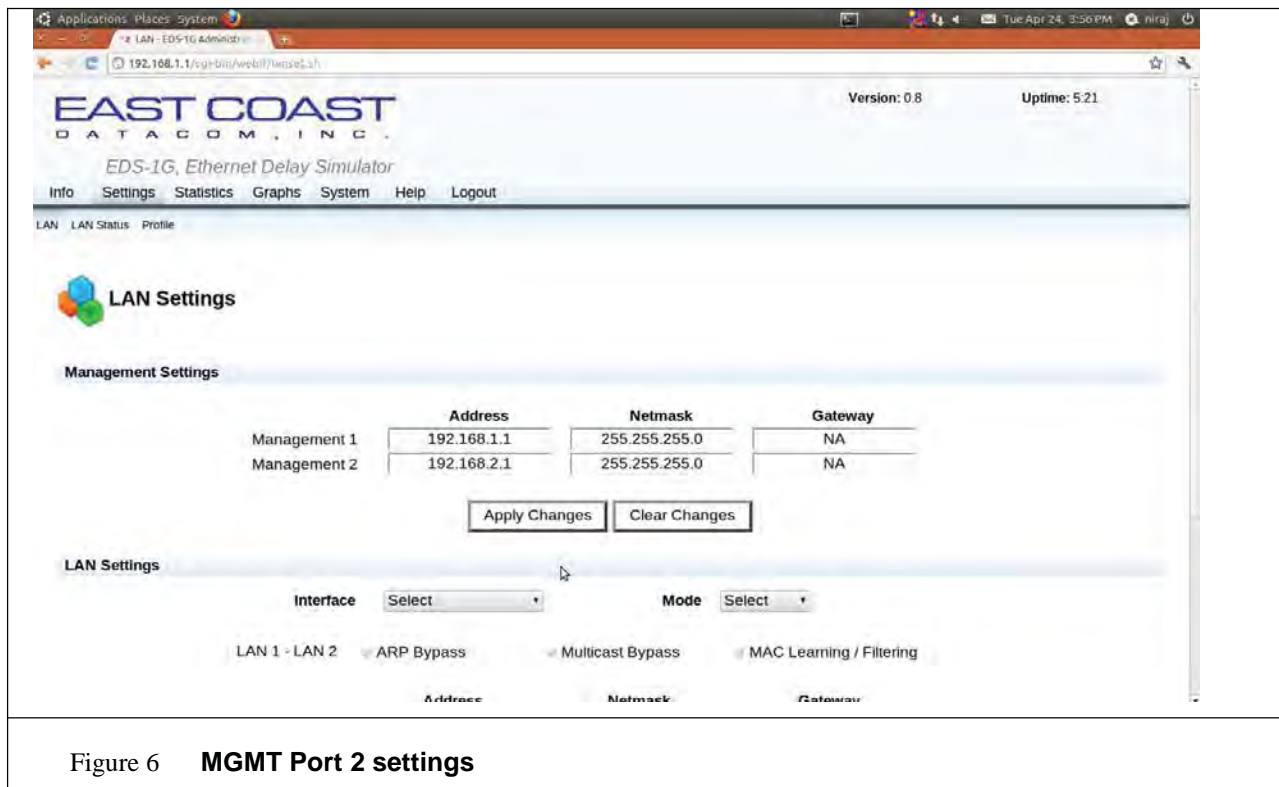 Applications Places System
Tue Apr 24, 3:56 PM niraj
LAN - EDS-1G Administr
192.168.1.1/cgi-bin/webif/lanset.sh
EAST COAST
DATACOM, INC.
Version: 0.8 Uptime: 5:21
EDS-1G, Ethernet Delay Simulator
Info Settings Statistics Graphs System Help Logout
LAN LAN Status Profile
LAN Settings
Management Settings
Address Netmask Gateway
Management 1 192.168.1.1 255.255.255.0 NA
Management 2 192.168.2.1 255.255.255.0 NA
Apply Changes Clear Changes
LAN Settings
Interface Select Mode Select
LAN 1 - LAN 2 ARP Bypass Multicast Bypass MAC Learning / Filtering
Address Netmask Gateway
Figure 6 MGMT Port 2 settings